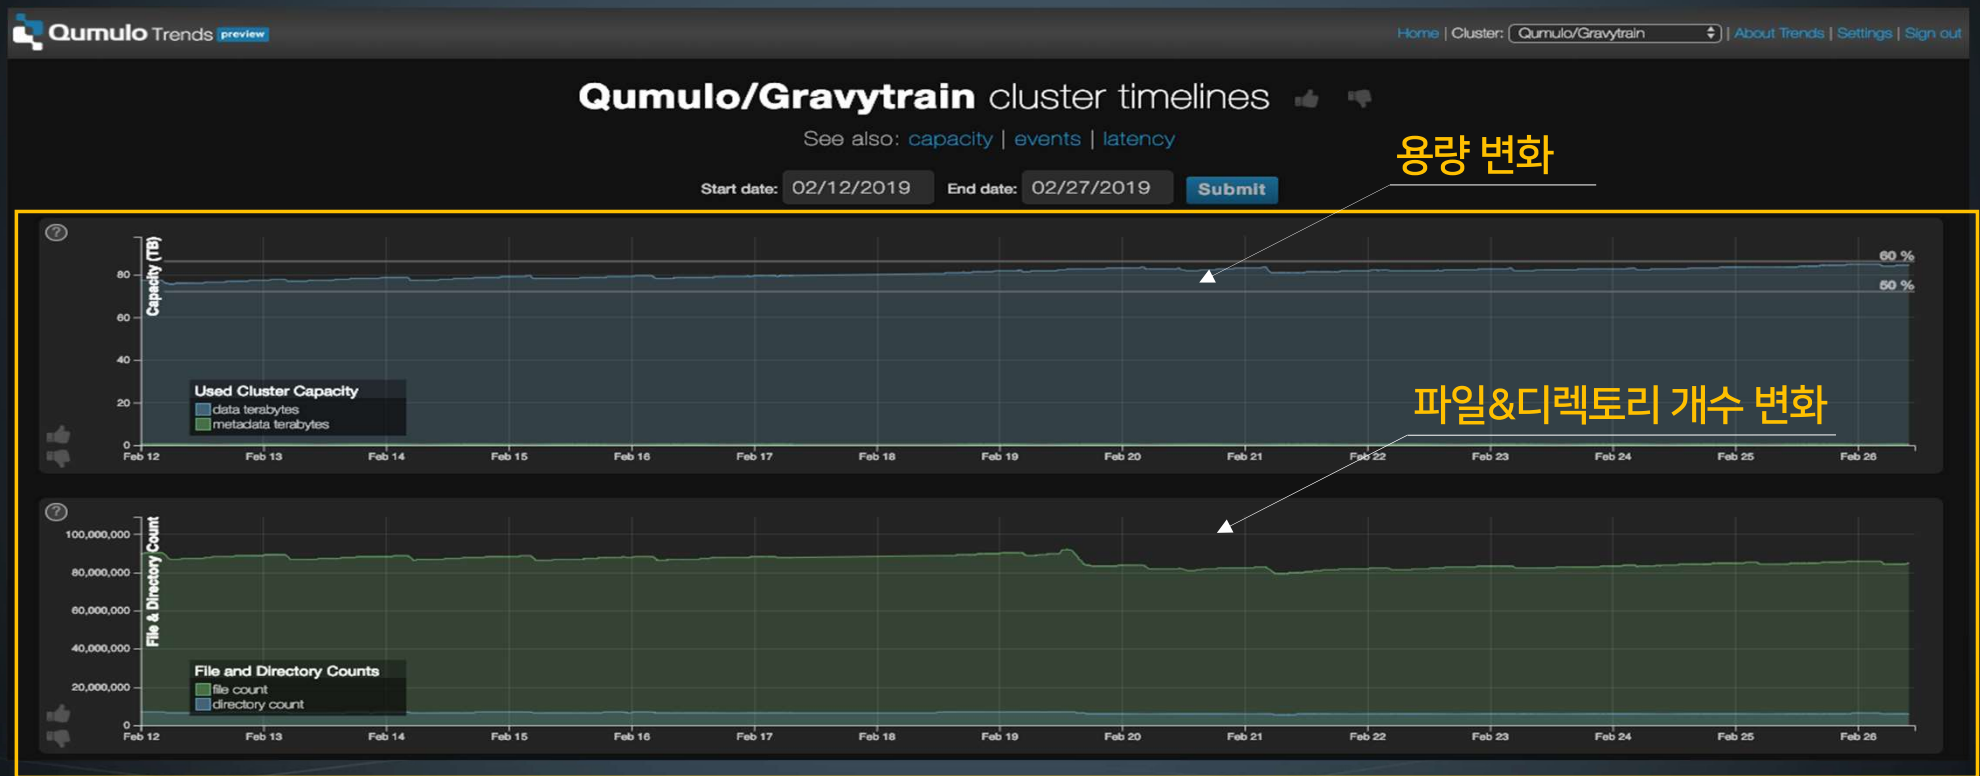 Qumulo Trends preview
Home | Cluster: Qumulo/Gravytrain | About Trends | Settings | Sign out
Qumulo/Gravytrain cluster timelines
See also: capacity | events | latency
용량 변화
Start date: 02/12/2019 End date: 02/27/2019 Submit
?
Capacity (TB)
80
60
40
20
0
60 %
50 %
Used Cluster Capacity
data terabytes
metadata terabytes
파일&디렉토리 개수 변화
Feb 12 Feb 13 Feb 14 Feb 15 Feb 16 Feb 17 Feb 18 Feb 19 Feb 20 Feb 21 Feb 22 Feb 23 Feb 24 Feb 25 Feb 26
?
File & Directory Count
100,000,000
80,000,000
60,000,000
40,000,000
20,000,000
0
File and Directory Counts
file count
directory count
Feb 12 Feb 13 Feb 14 Feb 15 Feb 16 Feb 17 Feb 18 Feb 19 Feb 20 Feb 21 Feb 22 Feb 23 Feb 24 Feb 25 Feb 26